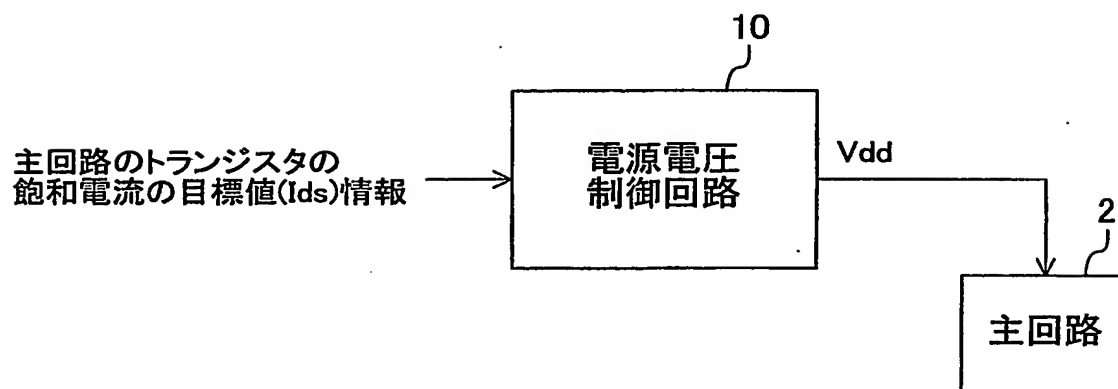 10
主回路のトランジスタの
飽和電流の目標値(Ids)情報
電源電圧
制御回路
Vdd
2
主回路